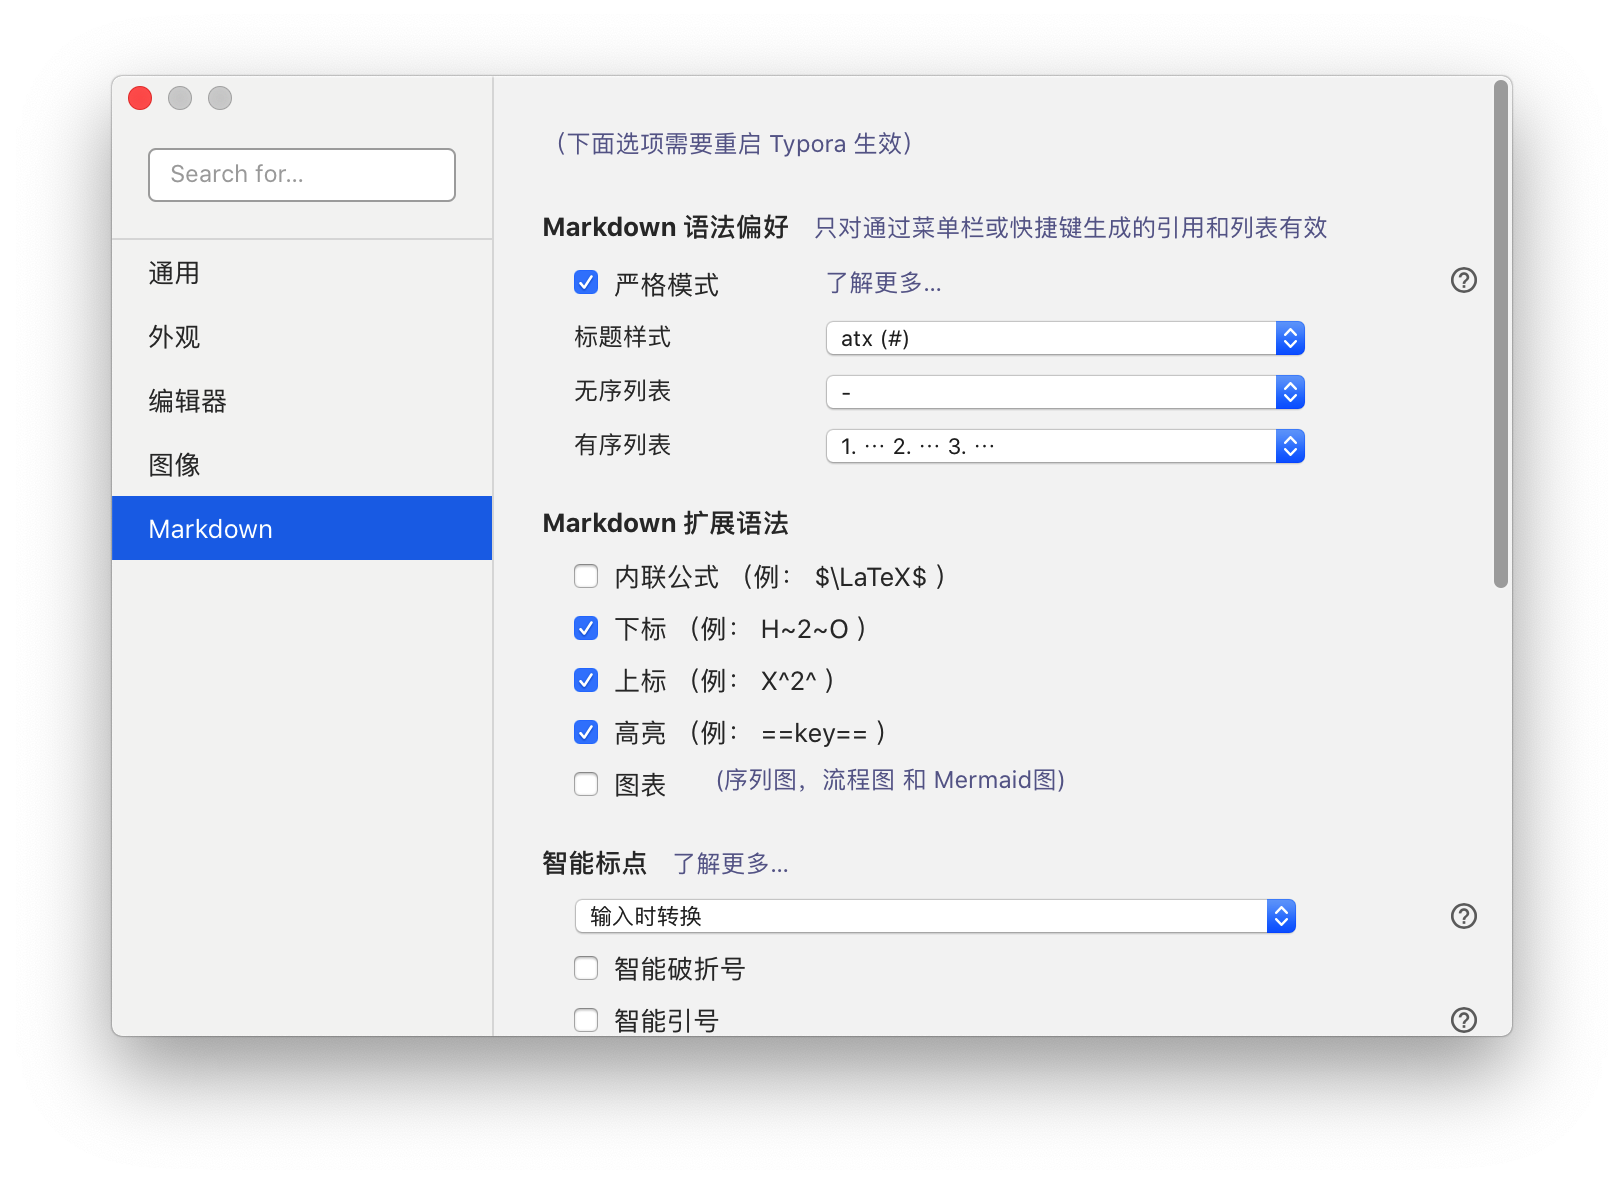 Search for...
通用
外观
编辑器
图像
Markdown
（下面选项需要重启 Typora 生效）
Markdown 语法偏好 只对通过菜单栏或快捷键生成的引用和列表有效
严格模式 了解更多...
标题样式 atx (#)
无序列表 -
有序列表 1. ··· 2. ··· 3. ···
Markdown 扩展语法
内联公式 （例： $\LaTeX$ ）
下标 （例： H~2~O ）
上标 （例： X^2^ ）
高亮 （例： ==key== ）
图表 (序列图，流程图 和 Mermaid图)
智能标点 了解更多...
输入时转换
智能破折号
智能引号